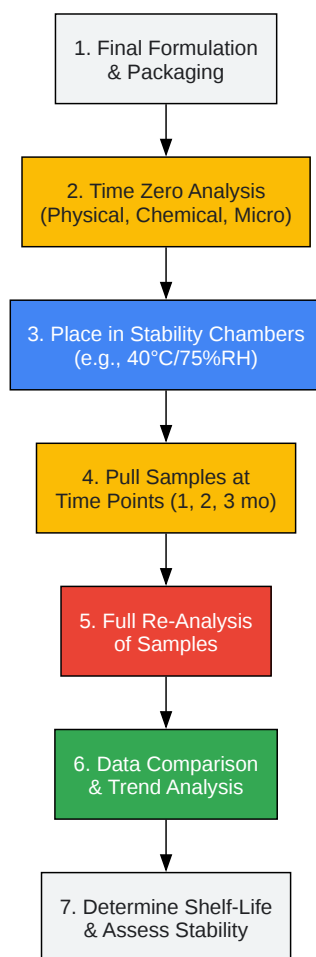 1. Final Formulation
& Packaging
2. Time Zero Analysis
(Physical, Chemical, Micro)
3. Place in Stability Chambers
(e.g., 40°C/75%RH)
4. Pull Samples at
Time Points (1, 2, 3 mo)
5. Full Re-Analysis
of Samples
6. Data Comparison
& Trend Analysis
7. Determine Shelf-Life
& Assess Stability